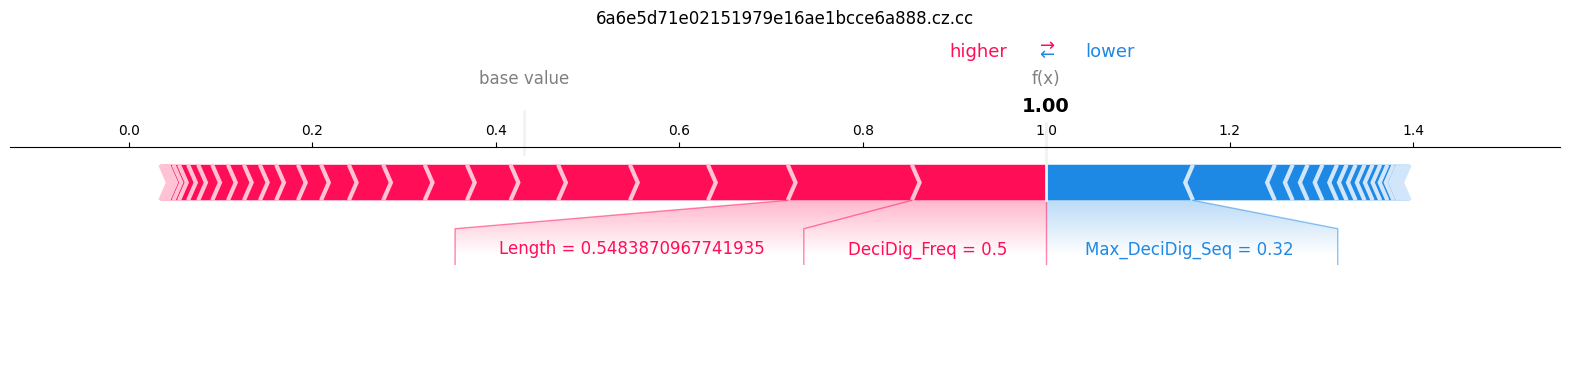 6a6e5d71e02151979e16ae1bcce6a888.cz.cc
higher ⇄ lower
base value f(x)
1.00
0.0 0.2 0.4 0.6 0.8 1.0 1.2 1.4
Length = 0.5483870967741935 DeciDig_Freq = 0.5 Max_DeciDig_Seq = 0.32